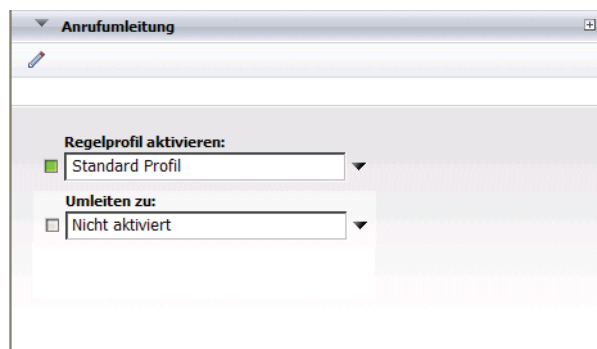 Anrufumleitung
Regelprofil aktivieren:
Standard Profil
Umleiten zu:
Nicht aktiviert